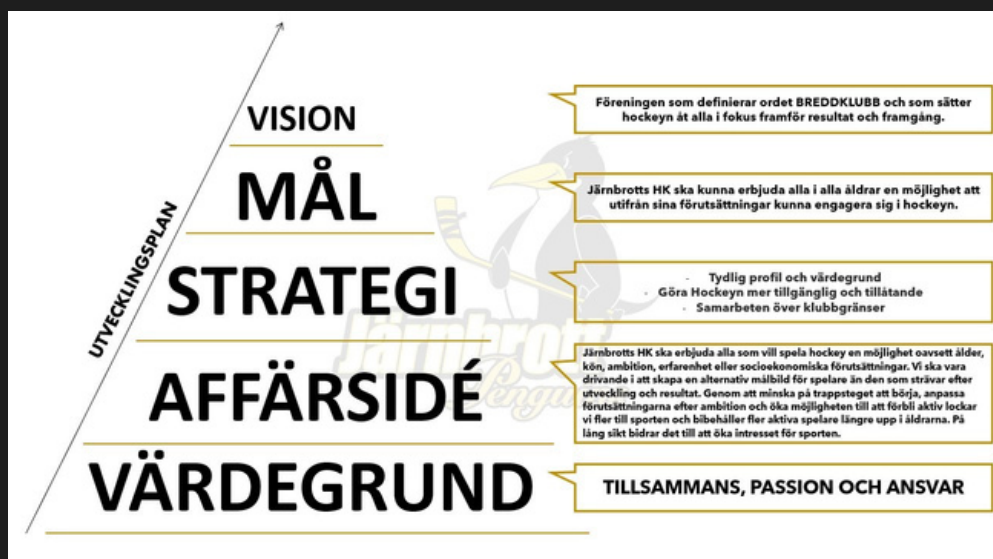 VISION
Föreningen som definierar ordet BREDDKLUBB och som sätter
hockeyn åt alla i fokus framför resultat och framgång.
MÅL
Järnbrotts HK ska kunna erbjuda alla i alla åldrar en möjlighet att
utifrån sina förutsättningar kunna engagera sig i hockeyn.
UTVECKLINGSPLAN
STRATEGI
- Tydlig profil och värdegrund
- Göra Hockeyn mer tillgänglig och tillåtande
- Samarbeten över klubbgränser
Järnbrotts
Pengu
AFFÄRSIDÉ
Järnbrotts HK ska erbjuda alla som vill spela hockey en möjlighet oavsett ålder,
kön, ambition, erfarenhet eller socioekonomiska förutsättningar. Vi ska vara
drivande i att skapa en alternativ målbild för spelare än den som strävar efter
utveckling och resultat. Genom att minska på trappsteget att börja, anpassa
förutsättningarna efter ambition och öka möjligheten till att förbli aktiv lockar
vi fler till sporten och bibehåller fler aktiva spelare längre upp i åldrarna. På
lång sikt bidrar det till att öka intresset för sporten.
VÄRDEGRUND
TILLSAMMANS, PASSION OCH ANSVAR